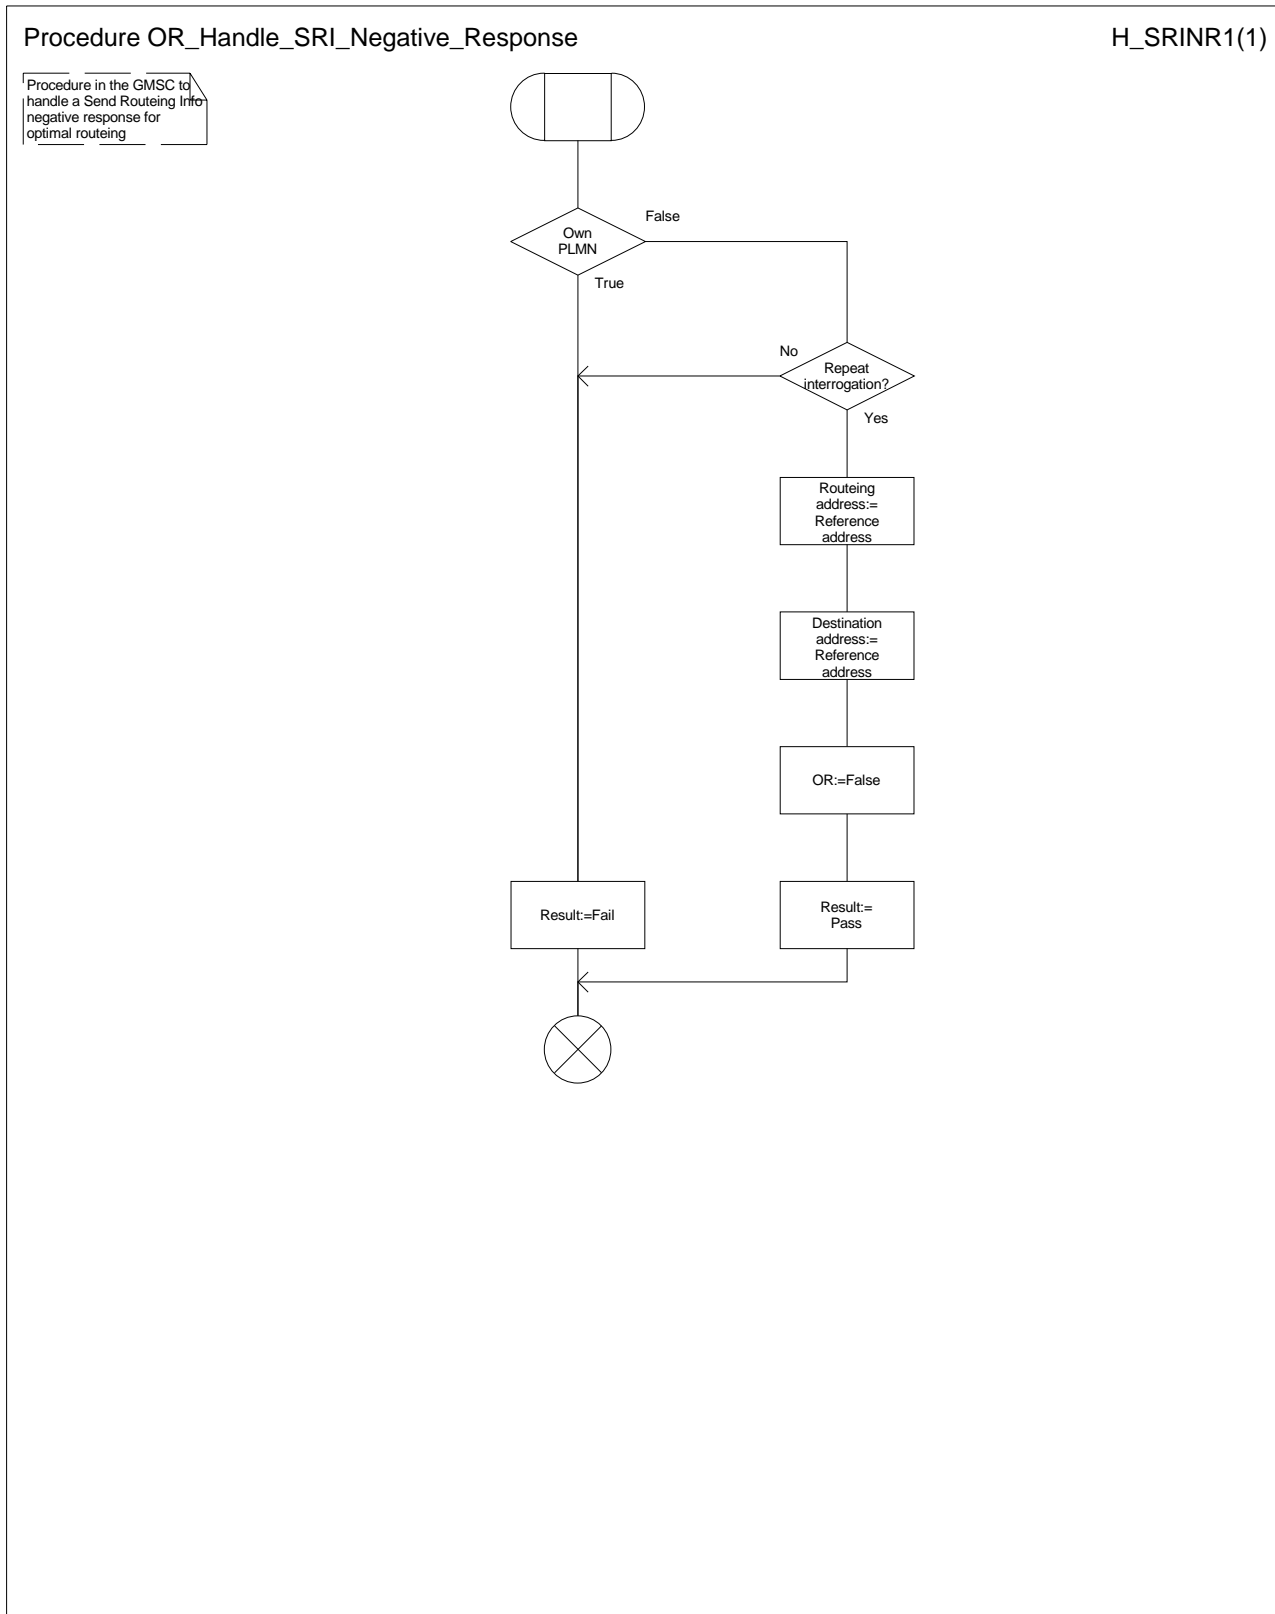 Procedure OR_Handle_SRI_Negative_Response
H_SRINR1(1)
Procedure in the GMSC to
handle a Send Routeing Info
negative response for
optimal routeing
False
Own
PLMN
True
No
Repeat
interrogation?
Yes
Routeing
address:=
Reference
address
Destination
address:=
Reference
address
OR:=False
Result:=Fail
Result:=
Pass